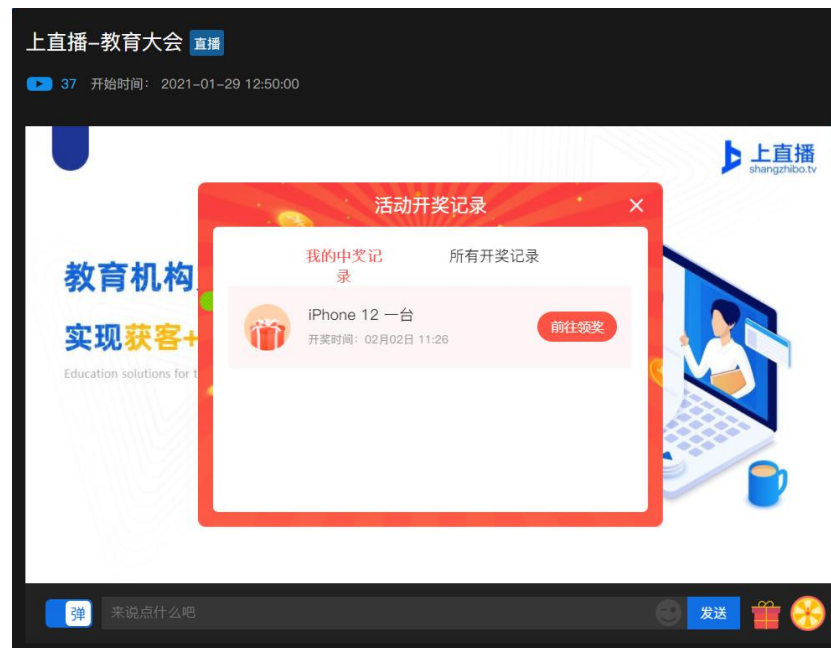 上直播-教育大会 直播
37 开始时间: 2021-01-29 12:50:00
上直播
shangzhibo.tv
活动开奖记录
我的中奖记
录
所有开奖记录
教育机构
iPhone 12 一台
开奖时间: 02月02日 11:26
前往领奖
实现获客+
Education solutions for t
弹
来说点什么吧
发送